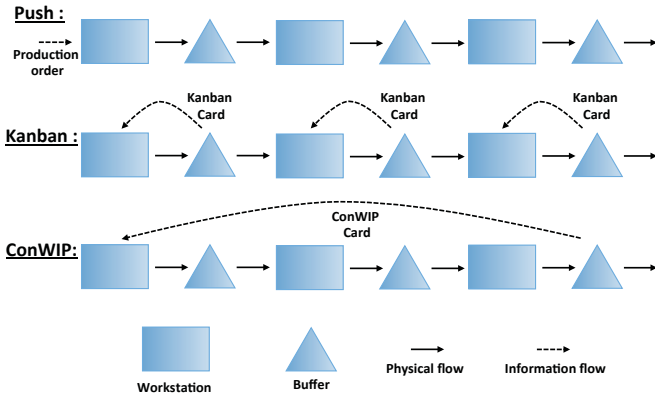 Push :
Production
order
Kanban
Card
Kanban
Card
Kanban
Card
Kanban :
ConWIP
Card
ConWIP:
Workstation
Buffer
Physical flow
Information flow